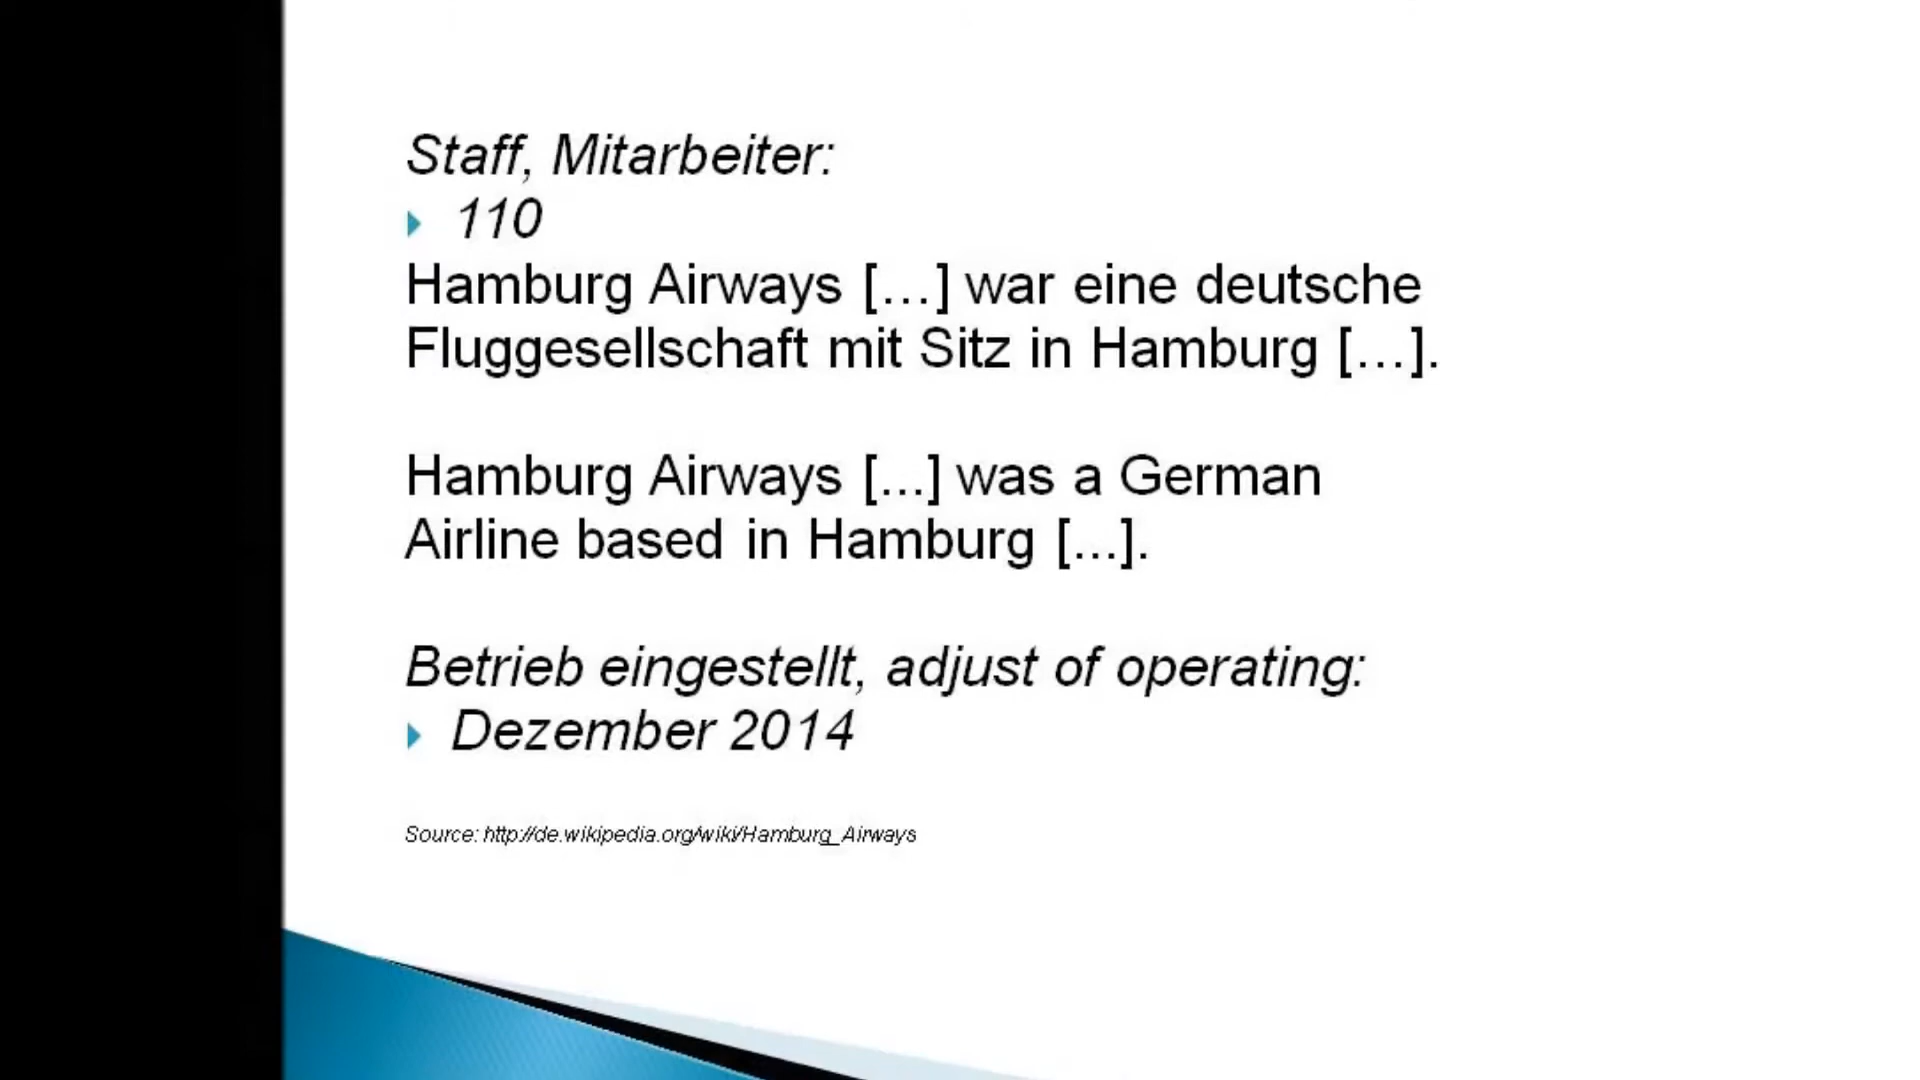 Staff, Mitarbeiter:
110
Hamburg Airways […] war eine deutsche
Fluggesellschaft mit Sitz in Hamburg […].
Hamburg Airways [...] was a German
Airline based in Hamburg [...].
Betrieb eingestellt, adjust of operating:
Dezember 2014
Source: http://de.wikipedia.org/wiki/Hamburg_Airways